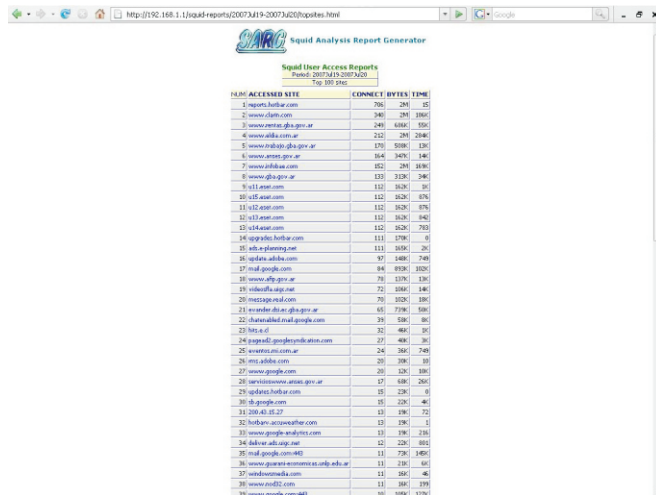 http://192.168.1.1/squid-reports/2007Jul19-2007Jul20/topsites.html
Google
SARG Squid Analysis Report Generator
Squid User Access Reports
Period: 2007Jul19-2007Jul20
Top 100 sites
NUM ACCESSED SITE CONNECT BYTES TIME
1 reports.hotbar.com 706 2M 15
2 www.clarin.com 340 2M 186K
3 www.rentas.gba.gov.ar 249 686K 55K
4 www.eldia.com.ar 212 2M 284K
5 www.trabajo.gba.gov.ar 170 508K 13K
6 www.anses.gov.ar 164 347K 14K
7 www.infobae.com 152 2M 169K
8 www.gba.gov.ar 133 313K 34K
9 u11.eset.com 112 162K 1K
10 u15.eset.com 112 162K 876
11 u12.eset.com 112 162K 876
12 u13.eset.com 112 162K 842
13 u14.eset.com 112 162K 783
14 upgrades.hotbar.com 111 170K 0
15 ads.e-planning.net 111 165K 2K
16 update.adobe.com 97 148K 749
17 mail.google.com 84 893K 102K
18 www.afip.gov.ar 78 137K 13K
19 videosfla.uigc.net 72 106K 14K
20 message.real.com 70 102K 18K
21 evander.dsi.ec.gba.gov.ar 65 739K 50K
22 chatenabled.mail.google.com 39 58K 8K
23 hits.e.cl 32 46K 1K
24 pagead2.googlesyndication.com 27 40K 3K
25 eventos.mi.com.ar 24 36K 749
26 rms.adobe.com 20 30K 10
27 www.google.com 20 12K 10K
28 servicioswww.anses.gov.ar 17 68K 26K
29 updates.hotbar.com 15 23K 0
30 sb.google.com 15 22K 4K
31 200.43.15.27 13 19K 72
32 hotbarv.accuweather.com 13 19K 1
33 www.google-analytics.com 13 19K 216
34 deliver.ads.uigc.net 12 22K 801
35 mail.google.com:443 11 73K 145K
36 www.guarani-economicas.unlp.edu.ar 11 21K 6K
37 windowsmedia.com 11 16K 46
38 www.nod32.com 11 16K 199
39 www.google.com:443 10 105K 127K